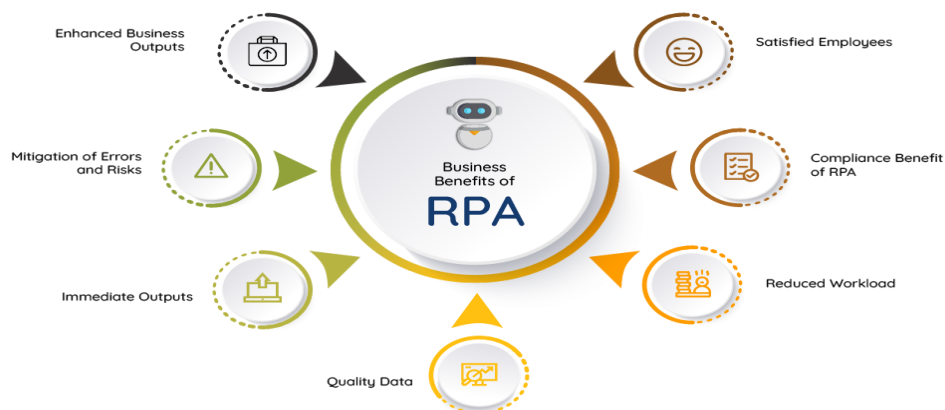 Enhanced Business
Outputs
Satisfied Employees
Mitigation of Errors
and Risks
Business
Benefits of
RPA
Compliance Benefit
of RPA
Immediate Outputs
Reduced Workload
Quality Data